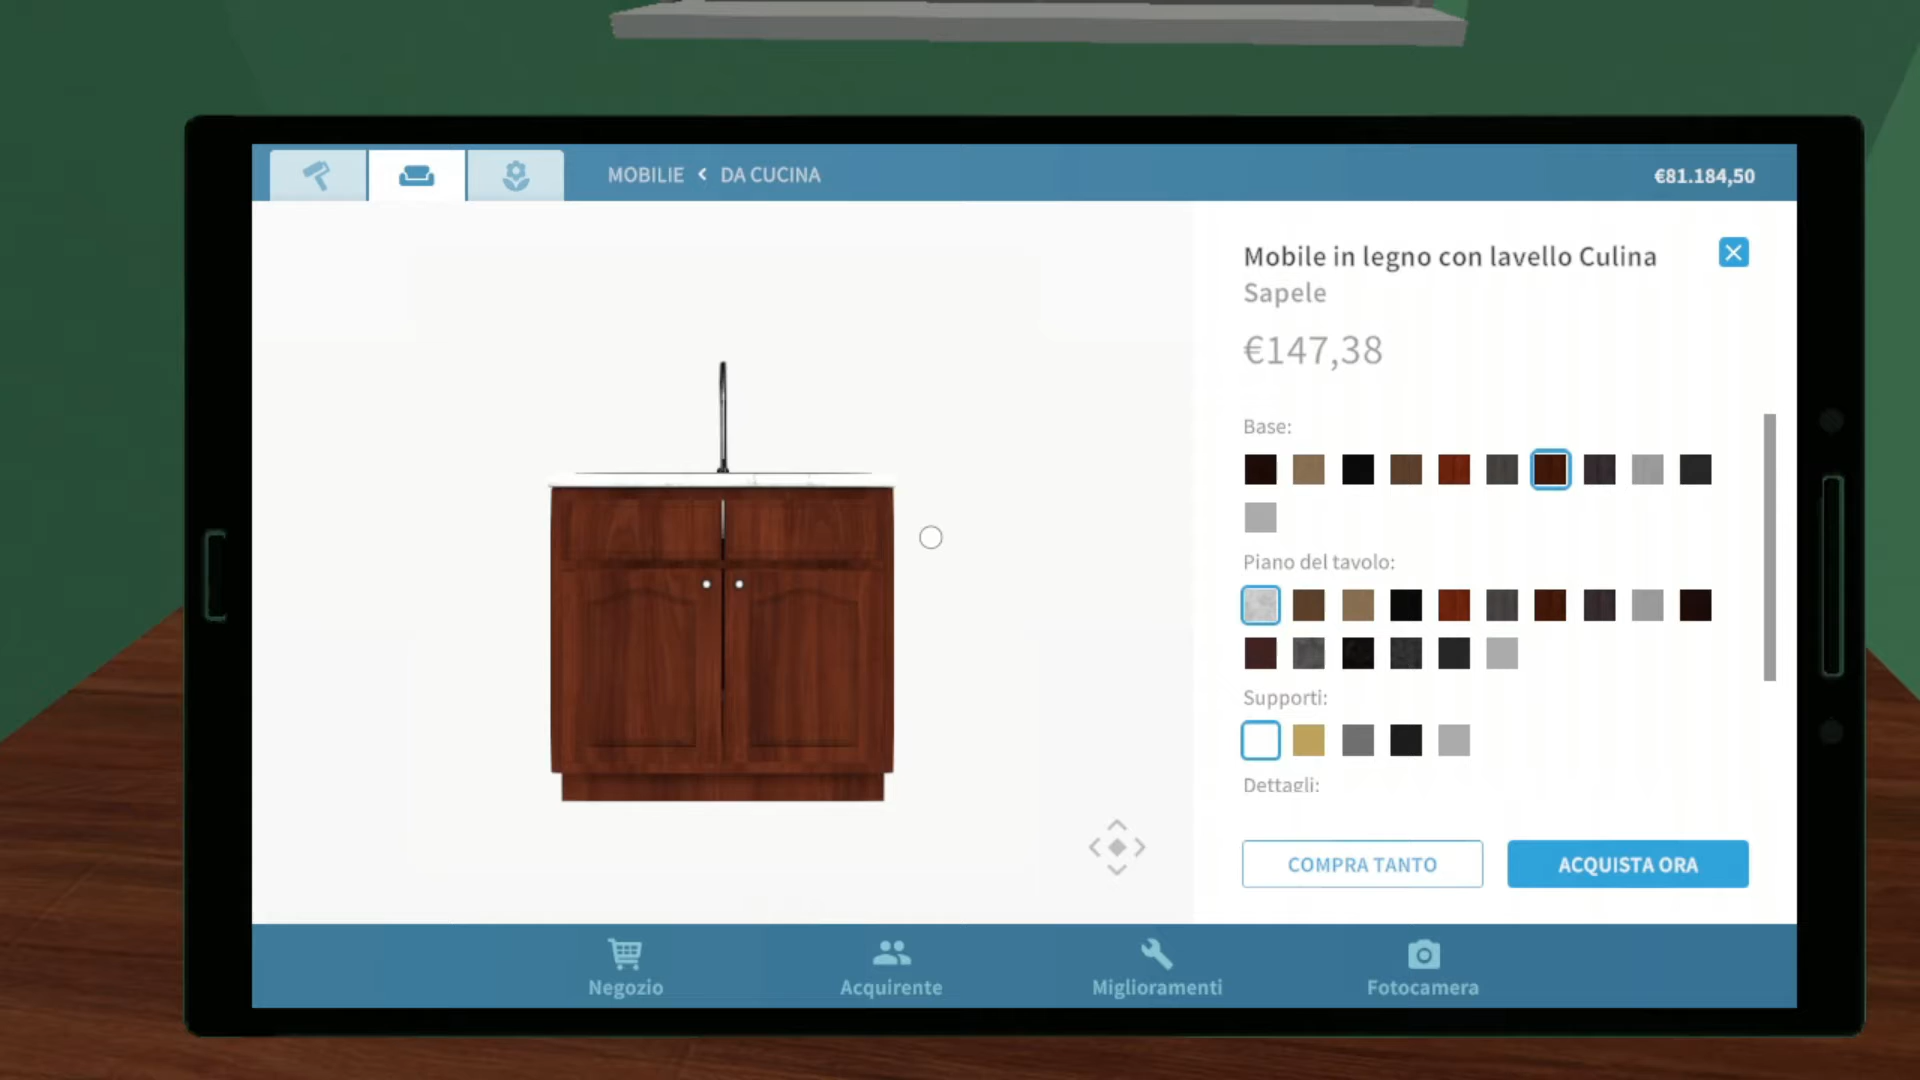 MOBILIE < DA CUCINA
€81.184,50
Mobile in legno con lavello Culina
Sapele
€147,38
Base:
Piano del tavolo:
Supporti:
Dettagli:
COMPRA TANTO
ACQUISTA ORA
Negozio
Acquirente
Miglioramenti
Fotocamera